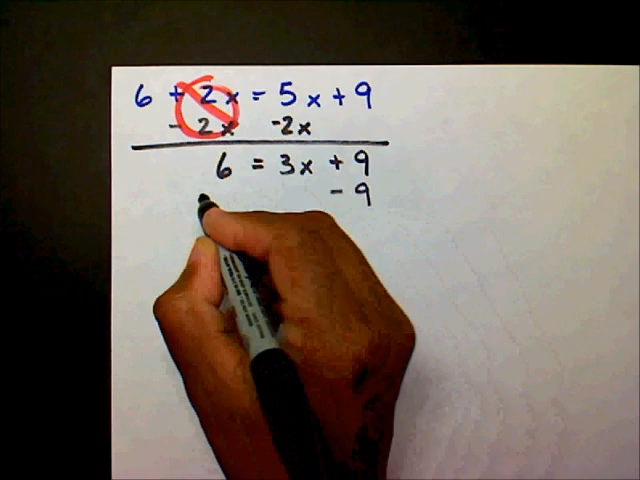 6 + 2x = 5x + 9
- 2x -2x
6 = 3x + 9
- 9